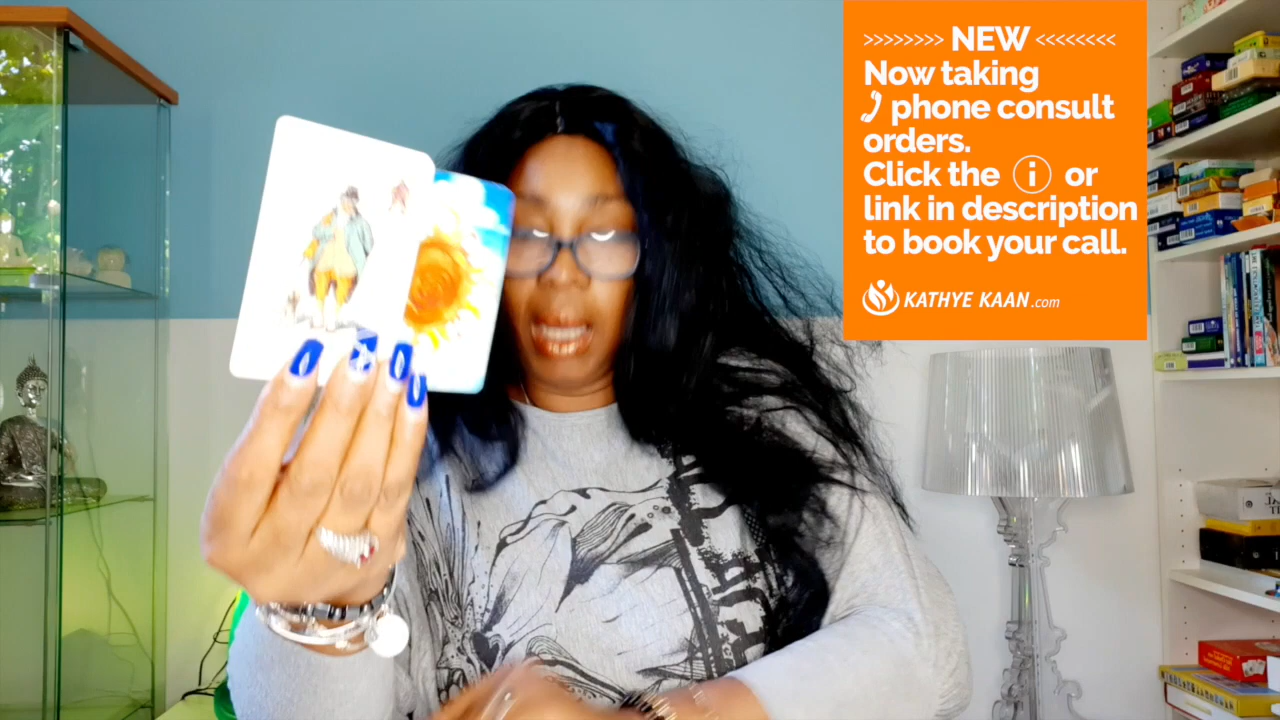 >>>>>>>> NEW <<<<<<<<
Now taking
phone consult
orders.
Click the i or
link in description
to book your call.
KATHYE KAAN.com